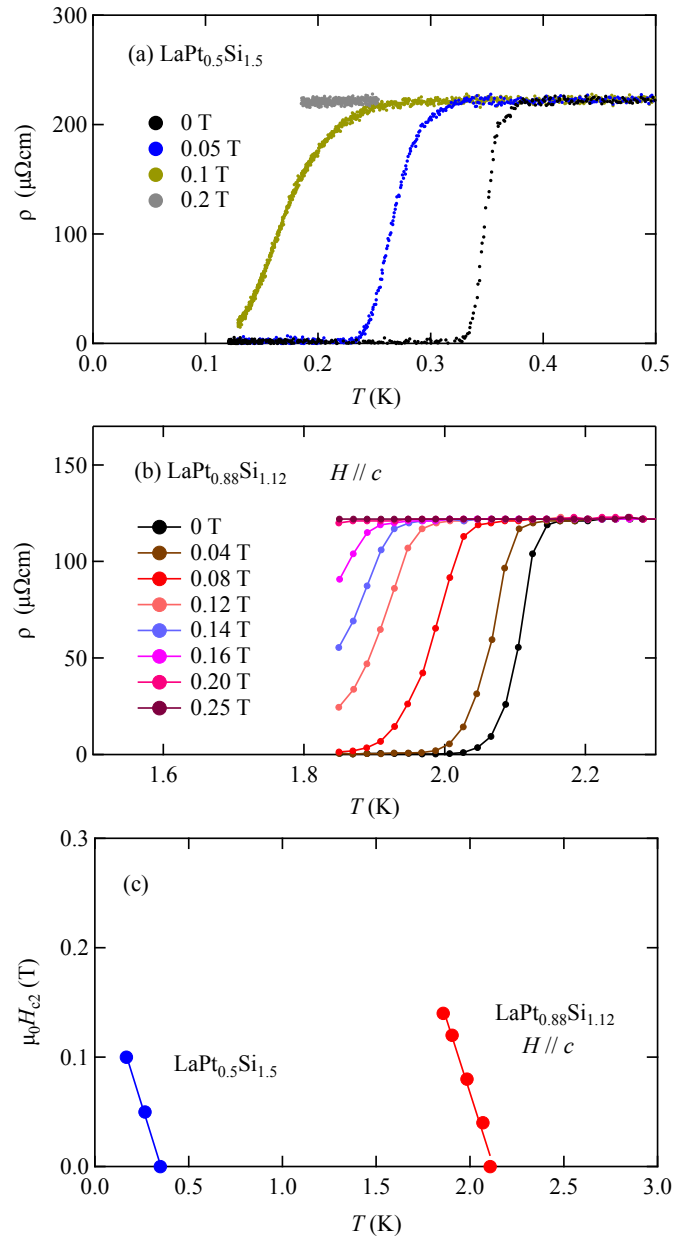 300
200
100
0
ρ (μΩcm)
(a) LaPt0.5Si1.5
0 T
0.05 T
0.1 T
0.2 T
0.0 0.1 0.2 0.3 0.4 0.5
T (K)
150
100
50
0
ρ (μΩcm)
(b) LaPt0.88Si1.12 H // c
0 T
0.04 T
0.08 T
0.12 T
0.14 T
0.16 T
0.20 T
0.25 T
1.6 1.8 2.0 2.2
T (K)
0.3
0.2
0.1
0.0
μ0Hc2 (T)
(c)
LaPt0.5Si1.5
LaPt0.88Si1.12
H // c
0.0 0.5 1.0 1.5 2.0 2.5 3.0
T (K)